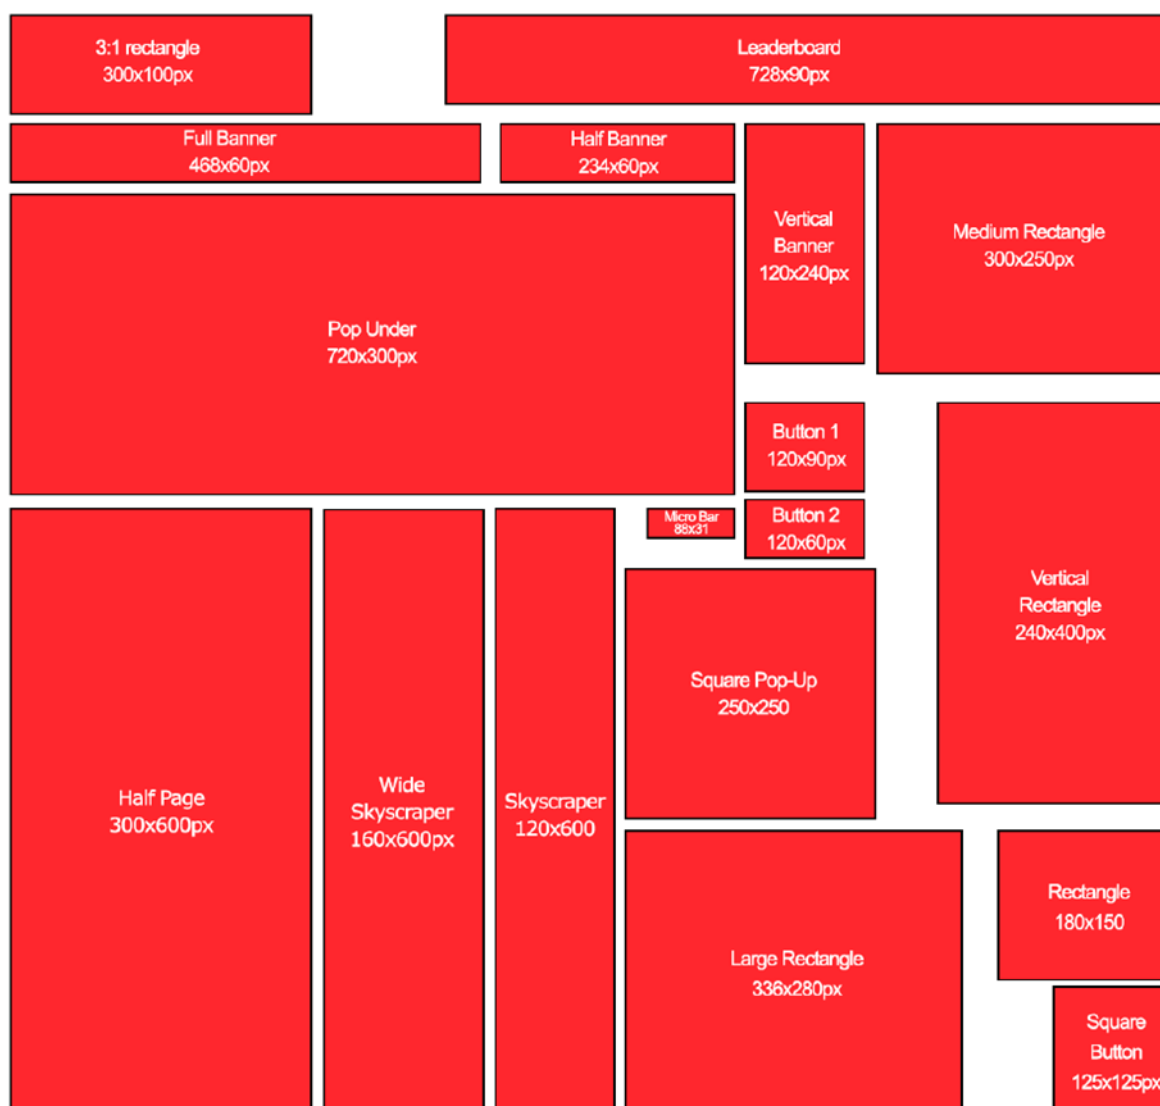 3:1 rectangle
300x100px
Leaderboard
728x90px
Full Banner
468x60px
Half Banner
234x60px
Vertical
Banner
120x240px
Medium Rectangle
300x250px
Pop Under
720x300px
Button 1
120x90px
Micro Bar
88x31
Button 2
120x60px
Vertical
Rectangle
240x400px
Square Pop-Up
250x250
Half Page
300x600px
Wide
Skyscraper
160x600px
Skyscraper
120x600
Large Rectangle
336x280px
Rectangle
180x150
Square
Button
125x125px